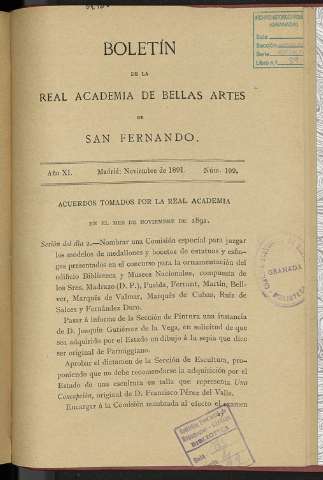 BOLETÍN
DE LA
REAL ACADEMIA DE BELLAS ARTES
DE
SAN FERNANDO.
Año XI. Madrid: Noviembre de 1891. Núm. 109.
ACUERDOS TOMADOS POR LA REAL ACADEMIA
EN EL MES DE NOVIEMBRE DE 1891.
Sesión del día 2.—Nombrar una Comisión especial para juzgar
los modelos de medallones y bocetos de estatuas y esfin-
ges presentados en el concurso para la ornamentación del
edificio Biblioteca y Museos Nacionales, compuesta de
los Sres. Madrazo (D. P.), Puebla, Ferrant, Martín, Bell-
ver, Marqués de Valmar, Marqués de Cubas, Ruiz de
Salces y Fernández Duro.
Pasar á informe de la Sección de Pintura una instancia
de D. Joaquín Gutiérrez de la Vega, en solicitud de que
sea adquirido por el Estado un dibujo á la sepia que dice
ser original de Parmiggiano.
Aprobar el dictamen de la Sección de Escultura, pro-
poniendo que no debe recomendarse la adquisición por el
Estado de una escultura en talla que representa Una
Concepción, original de D. Francisco Pérez del Valle.
Encargar á la Comisión nombrada al efecto el examen
GRANADA
BIBLIOTECA